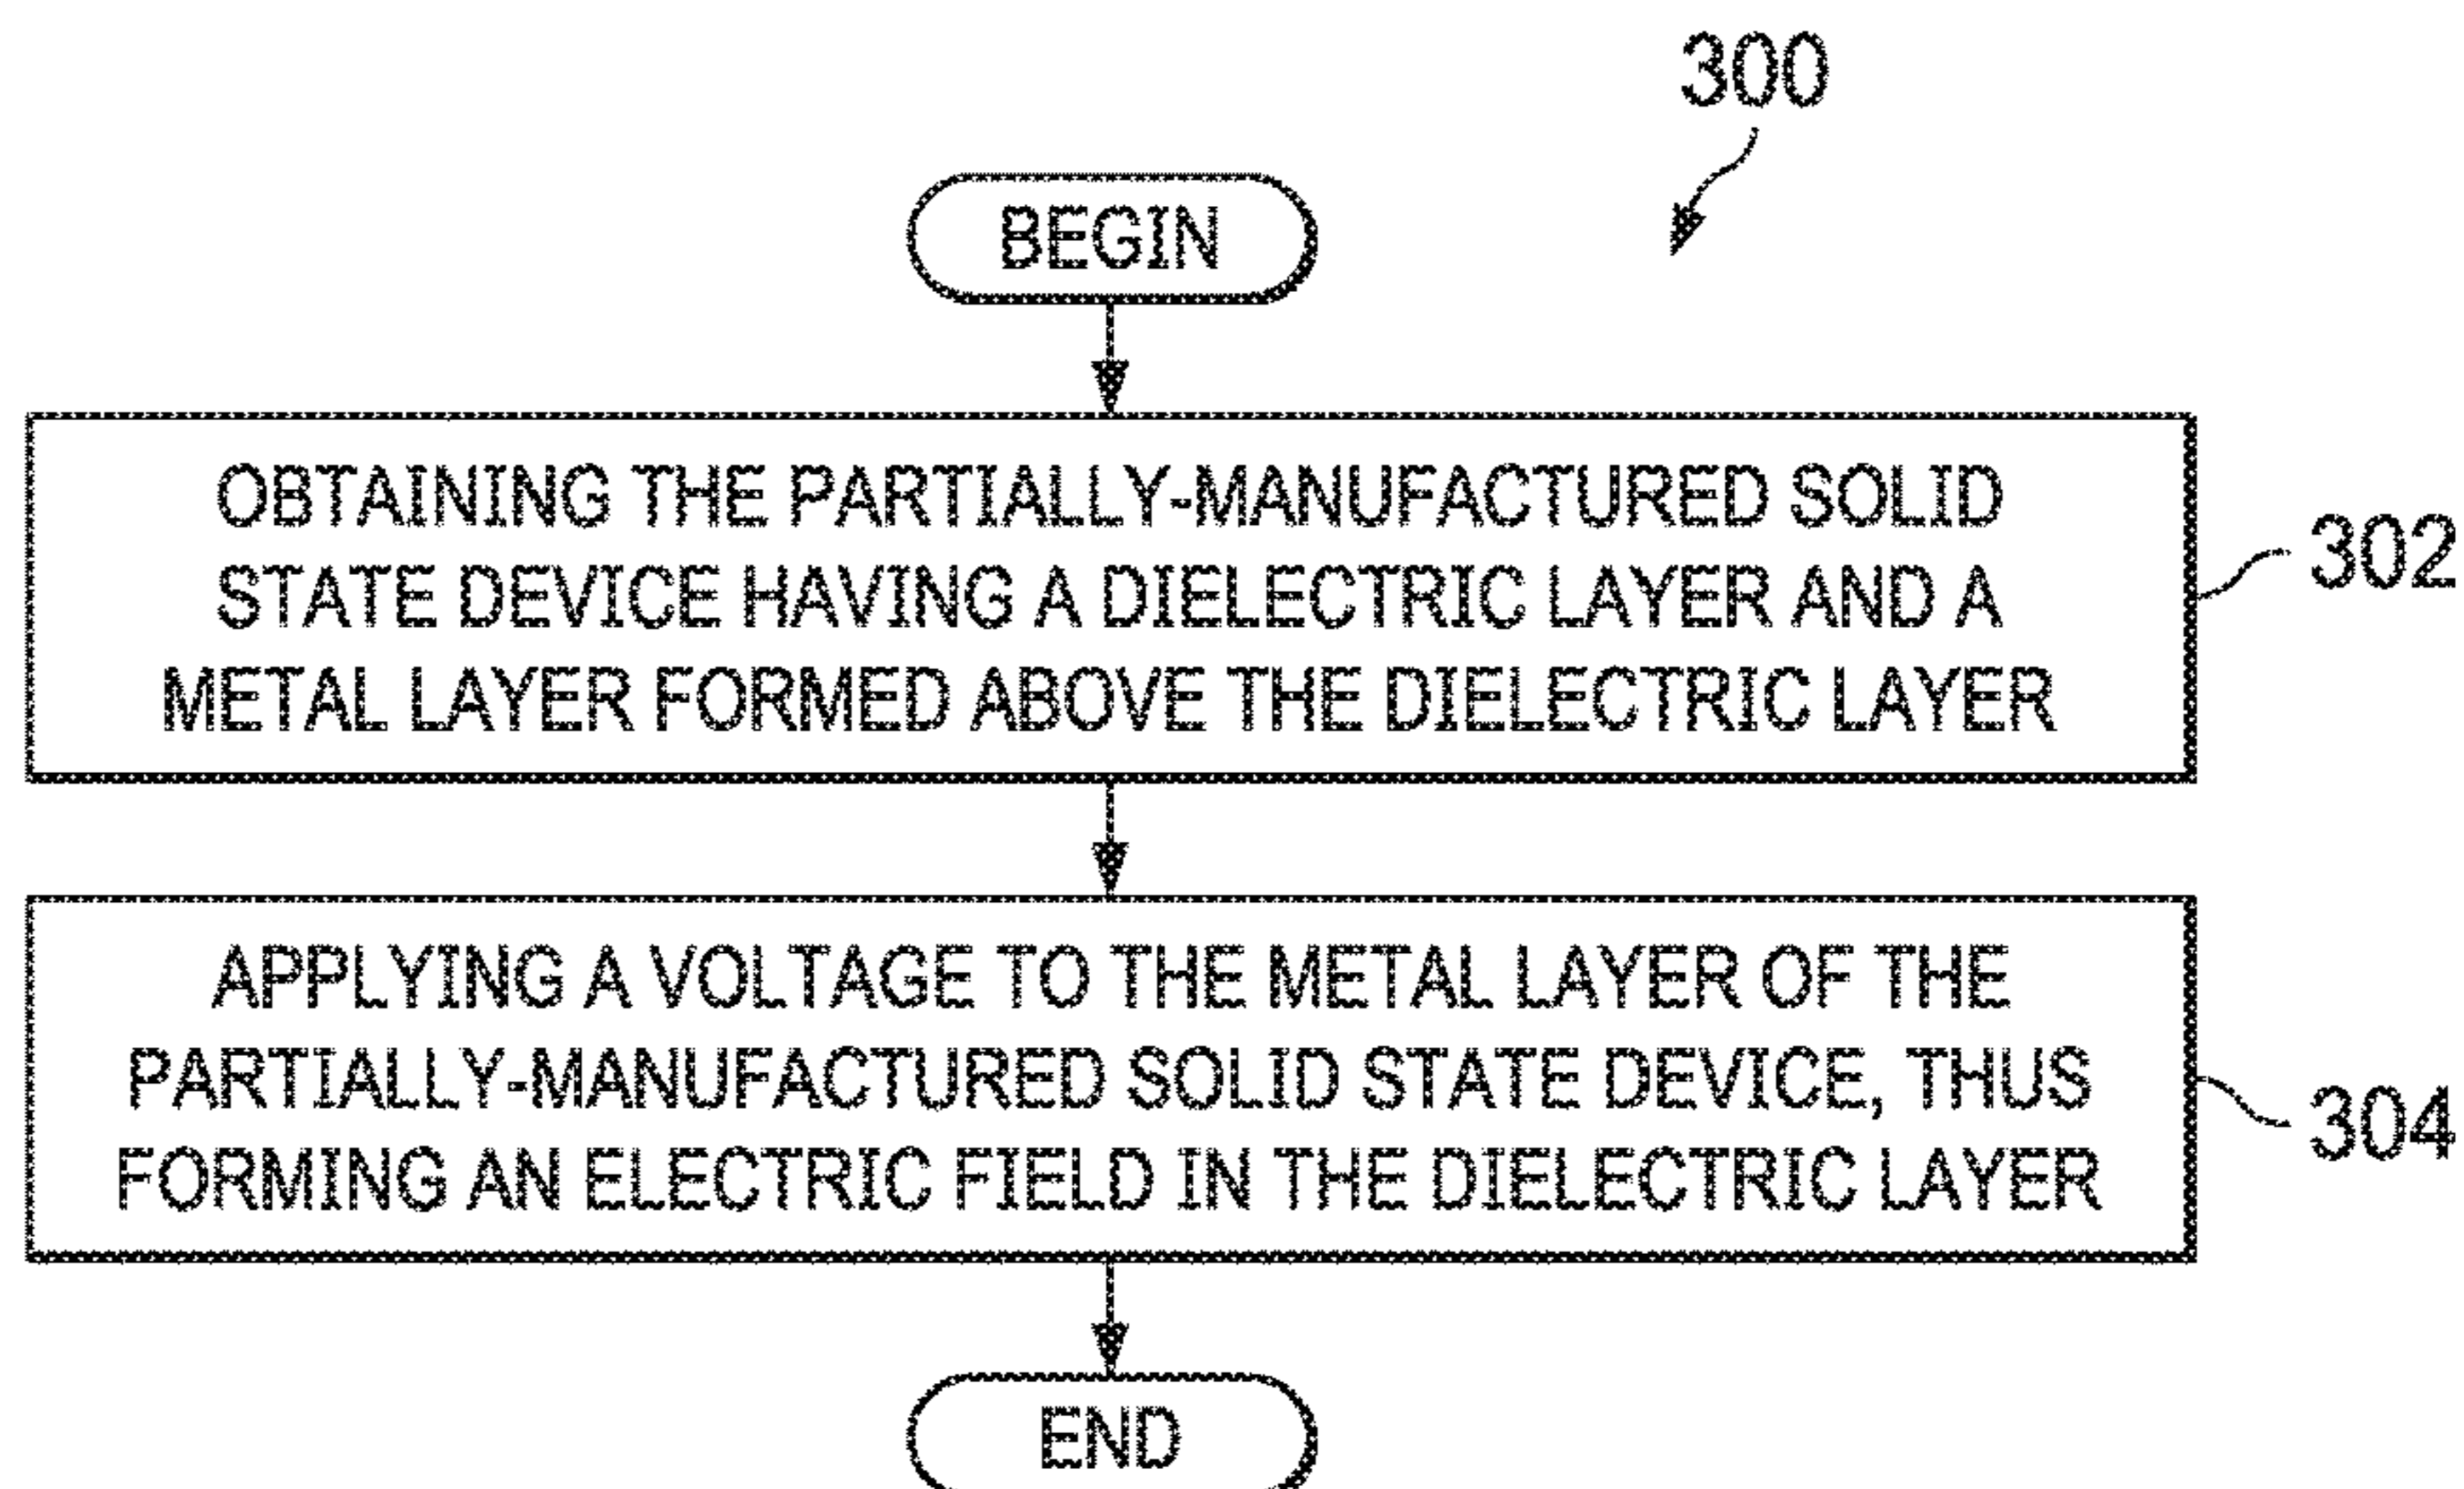 300
BEGIN
OBTAINING THE PARTIALLY-MANUFACTURED SOLID
STATE DEVICE HAVING A DIELECTRIC LAYER AND A
METAL LAYER FORMED ABOVE THE DIELECTRIC LAYER
302
APPLYING A VOLTAGE TO THE METAL LAYER OF THE
PARTIALLY-MANUFACTURED SOLID STATE DEVICE, THUS
FORMING AN ELECTRIC FIELD IN THE DIELECTRIC LAYER
304
END